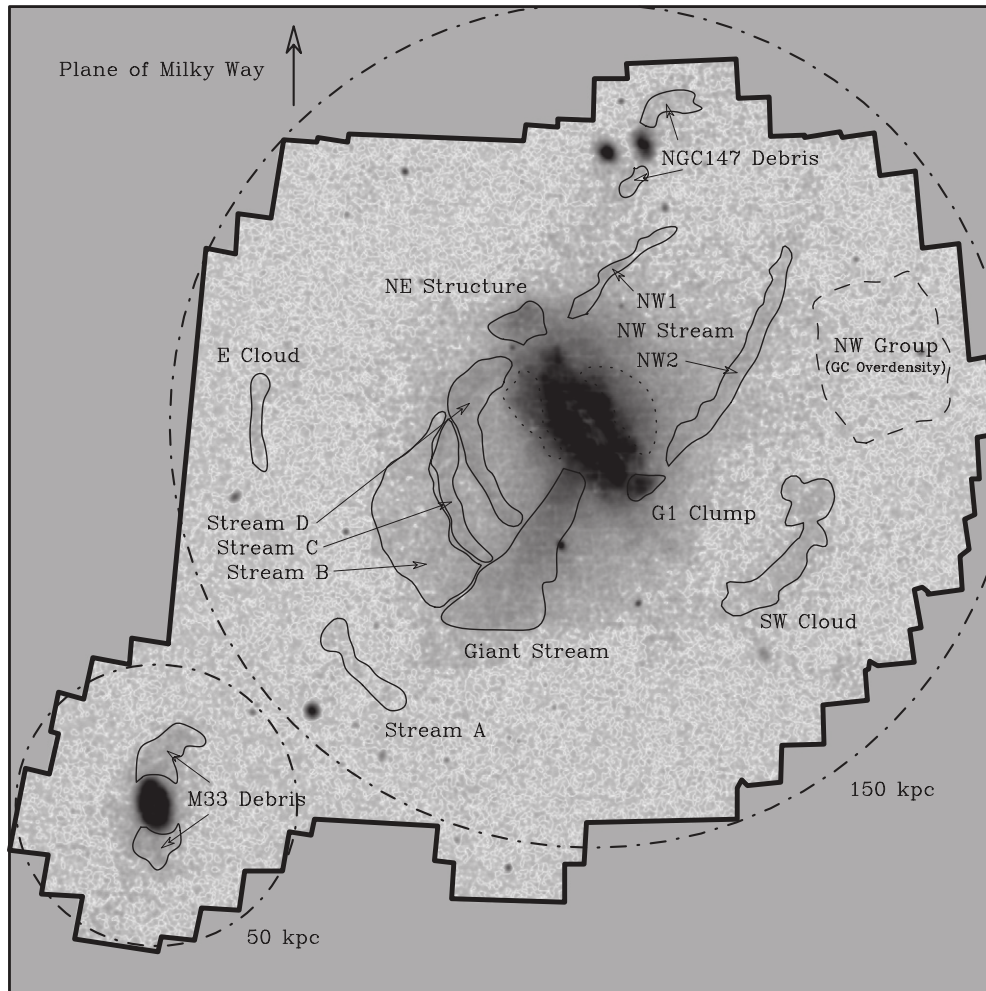 Plane of Milky Way
NGC147 Debris
NE Structure
NW1
NW Stream
NW2
NW Group
(GC Overdensity)
E Cloud
Stream D
Stream C
Stream B
G1 Clump
SW Cloud
Giant Stream
Stream A
M33 Debris
150 kpc
50 kpc